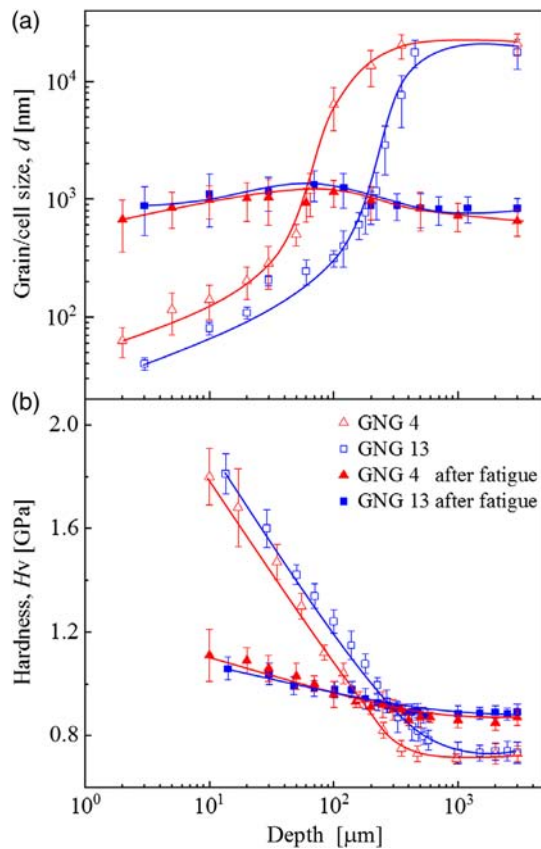 (a)
Grain/cell size, d [nm]
10⁴
10³
10²
(b)
Hardness, Hv [GPa]
2.0
1.6
1.2
0.8
GNG 4
GNG 13
GNG 4 after fatigue
GNG 13 after fatigue
10⁰ 10¹ 10² 10³
Depth [μm]